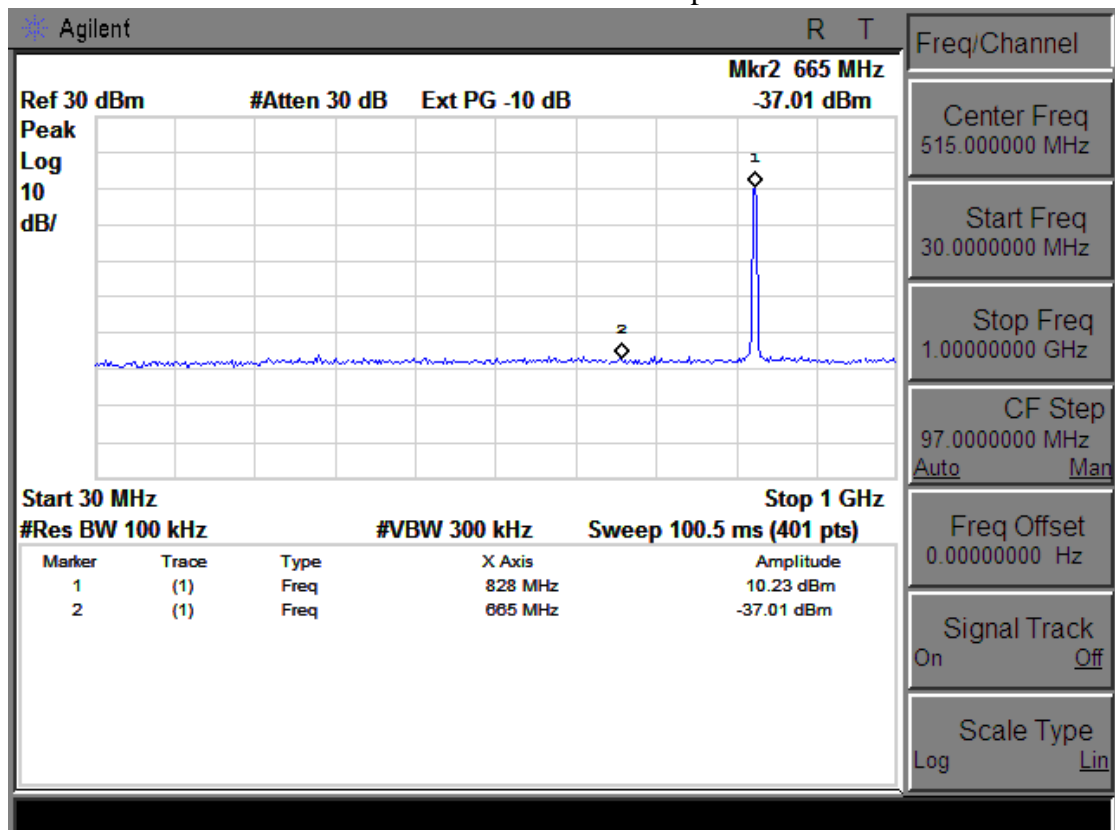 Agilent R T
Freq/Channel
Mkr2 665 MHz
Ref 30 dBm #Atten 30 dB Ext PG -10 dB -37.01 dBm
Peak
Log
10
dB/
1
2
Start 30 MHz Stop 1 GHz
#Res BW 100 kHz #VBW 300 kHz Sweep 100.5 ms (401 pts)
Marker Trace Type X Axis Amplitude
1 (1) Freq 828 MHz 10.23 dBm
2 (1) Freq 665 MHz -37.01 dBm
Center Freq
515.000000 MHz
Start Freq
30.0000000 MHz
Stop Freq
1.00000000 GHz
CF Step
97.0000000 MHz
Auto Man
Freq Offset
0.00000000 Hz
Signal Track
On Off
Scale Type
Log Lin